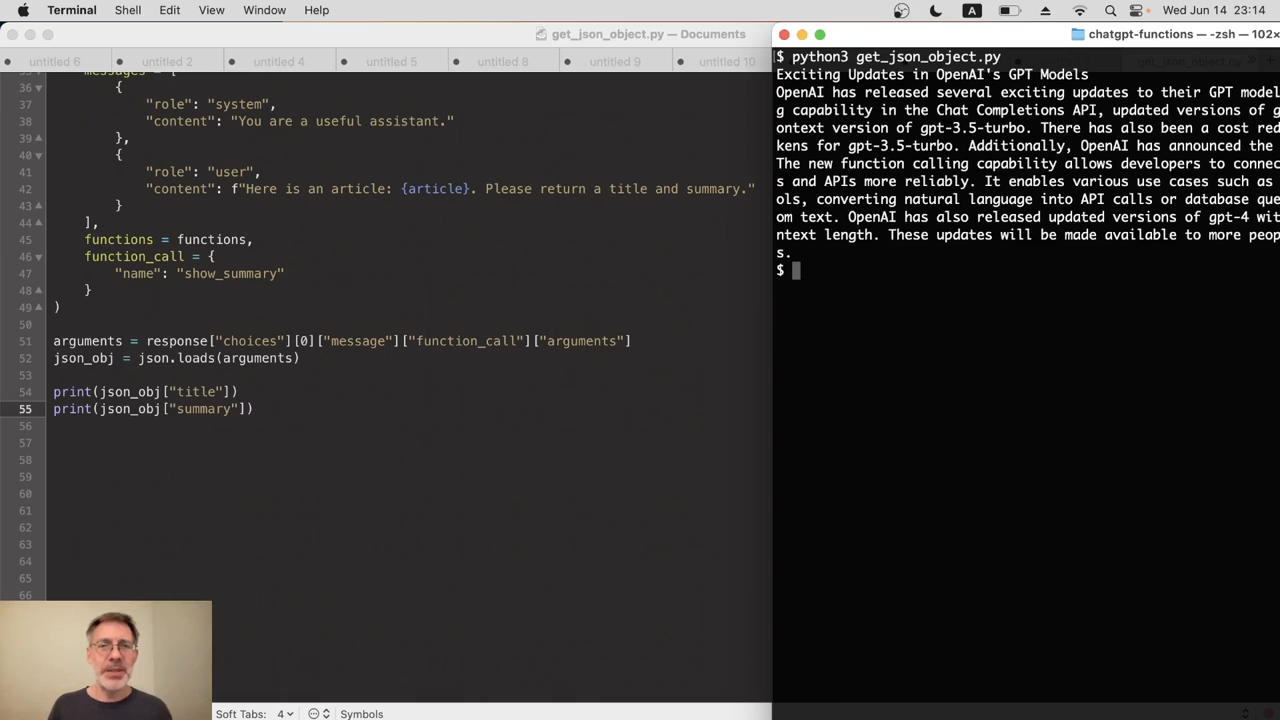 Terminal Shell Edit View Window Help A Wed Jun 14 23:14
get_json_object.py — Documents
untitled 6 untitled 2 untitled 4 untitled 5 untitled 8 untitled 9 untitled 10
35 messages = [
36 {
37 "role": "system",
38 "content": "You are a useful assistant."
39 },
40 {
41 "role": "user",
42 "content": f"Here is an article: {article}. Please return a title and summary."
43 }
44 ],
45 functions = functions,
46 function_call = {
47 "name": "show_summary"
48 }
49 )
50
51 arguments = response["choices"][0]["message"]["function_call"]["arguments"]
52 json_obj = json.loads(arguments)
53
54 print(json_obj["title"])
55 print(json_obj["summary"])
56
57
58
59
60
61
62
63
64
65
66
Soft Tabs: 4 Symbols
chatgpt-functions — -zsh — 102×
get_json_object.py
$ python3 get_json_object.py
Exciting Updates in OpenAI's GPT Models
OpenAI has released several exciting updates to their GPT model
g capability in the Chat Completions API, updated versions of g
ontext version of gpt-3.5-turbo. There has also been a cost red
kens for gpt-3.5-turbo. Additionally, OpenAI has announced the
The new function calling capability allows developers to connec
s and APIs more reliably. It enables various use cases such as
ols, converting natural language into API calls or database que
om text. OpenAI has also released updated versions of gpt-4 wit
ntext length. These updates will be made available to more peop
s.
$